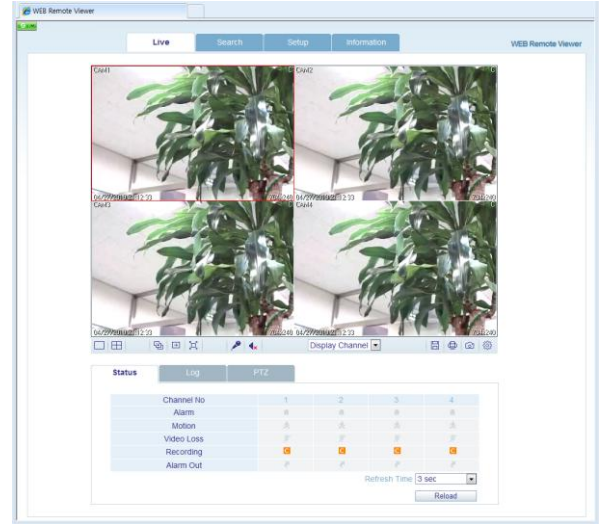 WEB Remote Viewer
Live Search Setup Information WEB Remote Viewer
CAM1 C CAM2 C
CAM3 CAM4
Display Channel
Status Log PTZ
Channel No 1 2 3 4
Alarm
Motion
Video Loss
Recording C C C C
Alarm Out
Refresh Time 3 sec
Reload